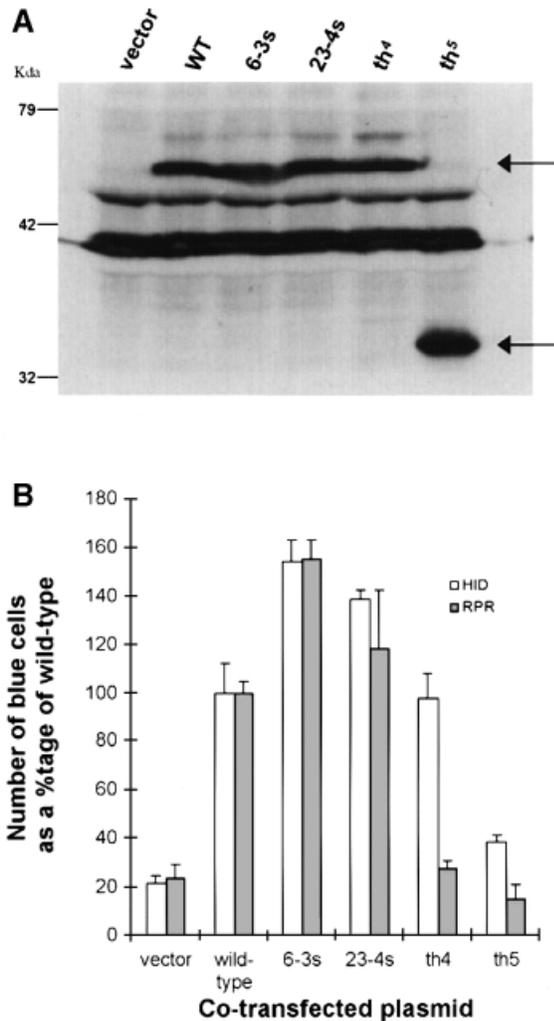 A
vector
WT
6-3s
23-4s
th4
th5
Kda
79
42
32
B
Number of blue cells
as a %tage of wild-type
180
160
140
120
100
80
60
40
20
0
HID
RPR
vector
wild-
type
6-3s
23-4s
th4
th5
Co-transfected plasmid